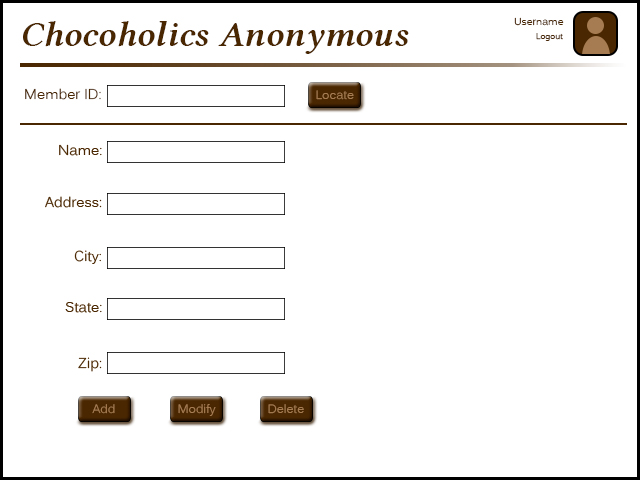 Chocoholics Anonymous
Username
Logout
Member ID:
Locate
Name:
Address:
City:
State:
Zip:
Add Modify Delete